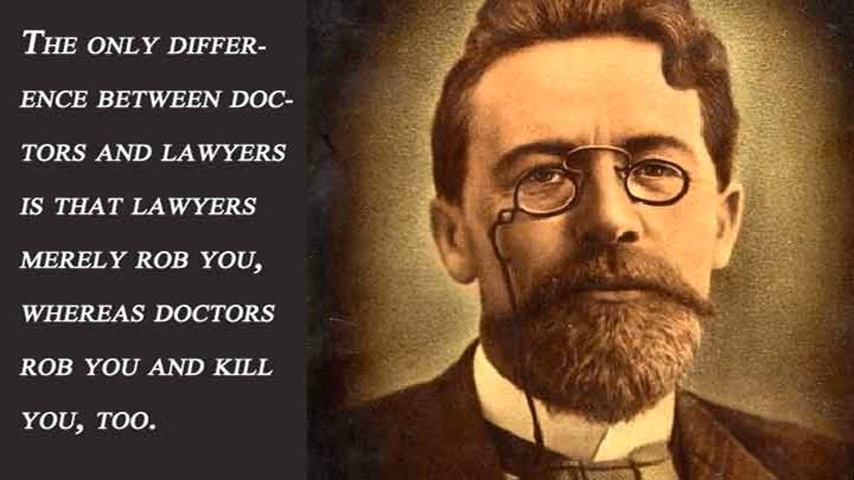 The only differ-
ence between doc-
tors and lawyers
is that lawyers
merely rob you,
whereas doctors
rob you and kill
you, too.